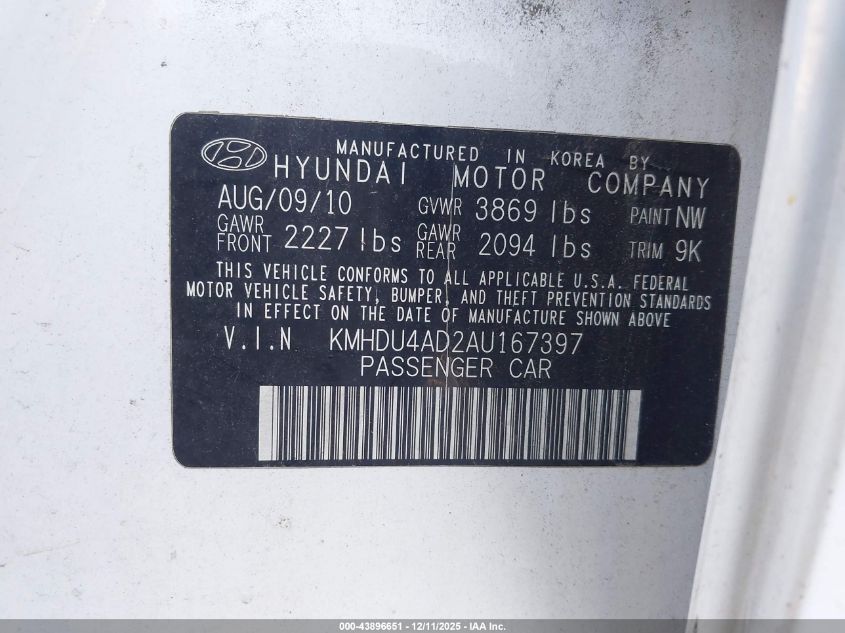 MANUFACTURED IN KOREA BY
HYUNDAI MOTOR COMPANY
AUG/09/10 GVWR 3869 lbs PAINT NW
GAWR FRONT 2227 lbs GAWR REAR 2094 lbs TRIM 9K
THIS VEHICLE CONFORMS TO ALL APPLICABLE U.S.A. FEDERAL
MOTOR VEHICLE SAFETY, BUMPER, AND THEFT PREVENTION STANDARDS
IN EFFECT ON THE DATE OF MANUFACTURE SHOWN ABOVE
V.I.N KMHDU4AD2AU167397
PASSENGER CAR
000-43896651 - 12/11/2025 - IAA Inc.